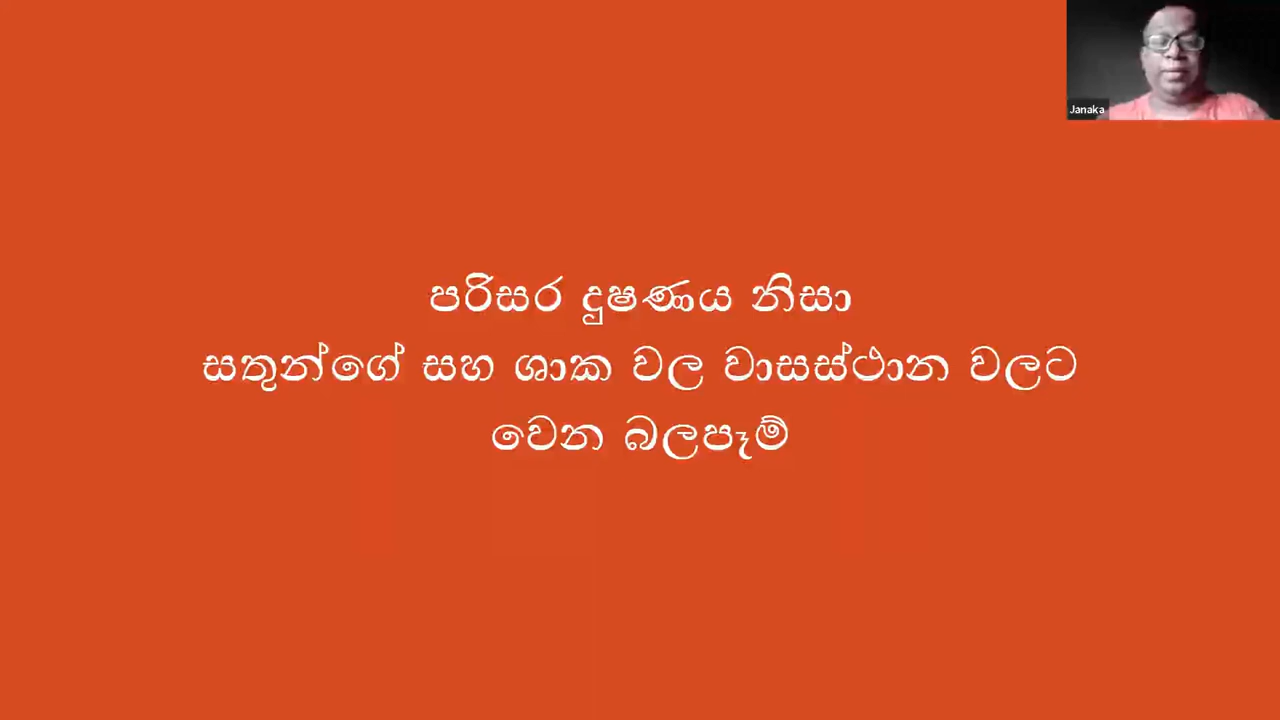 Janaka
පරිසර දුෂණය නිසා
සතුන්ගේ සහ ශාක වල වාසස්ථාන වලට
වෙන බලපෑම්